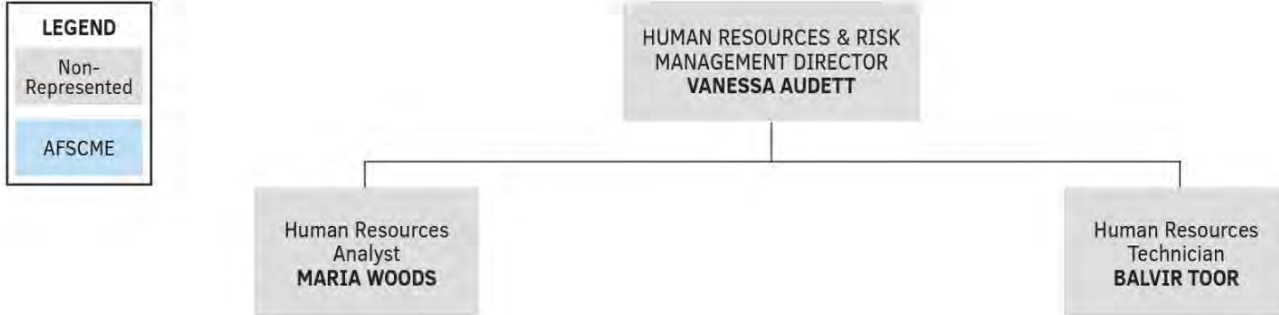 LEGEND
Non-
Represented
AFSCME
HUMAN RESOURCES & RISK
MANAGEMENT DIRECTOR
VANESSA AUDETT
Human Resources
Analyst
MARIA WOODS
Human Resources
Technician
BALVIR TOOR